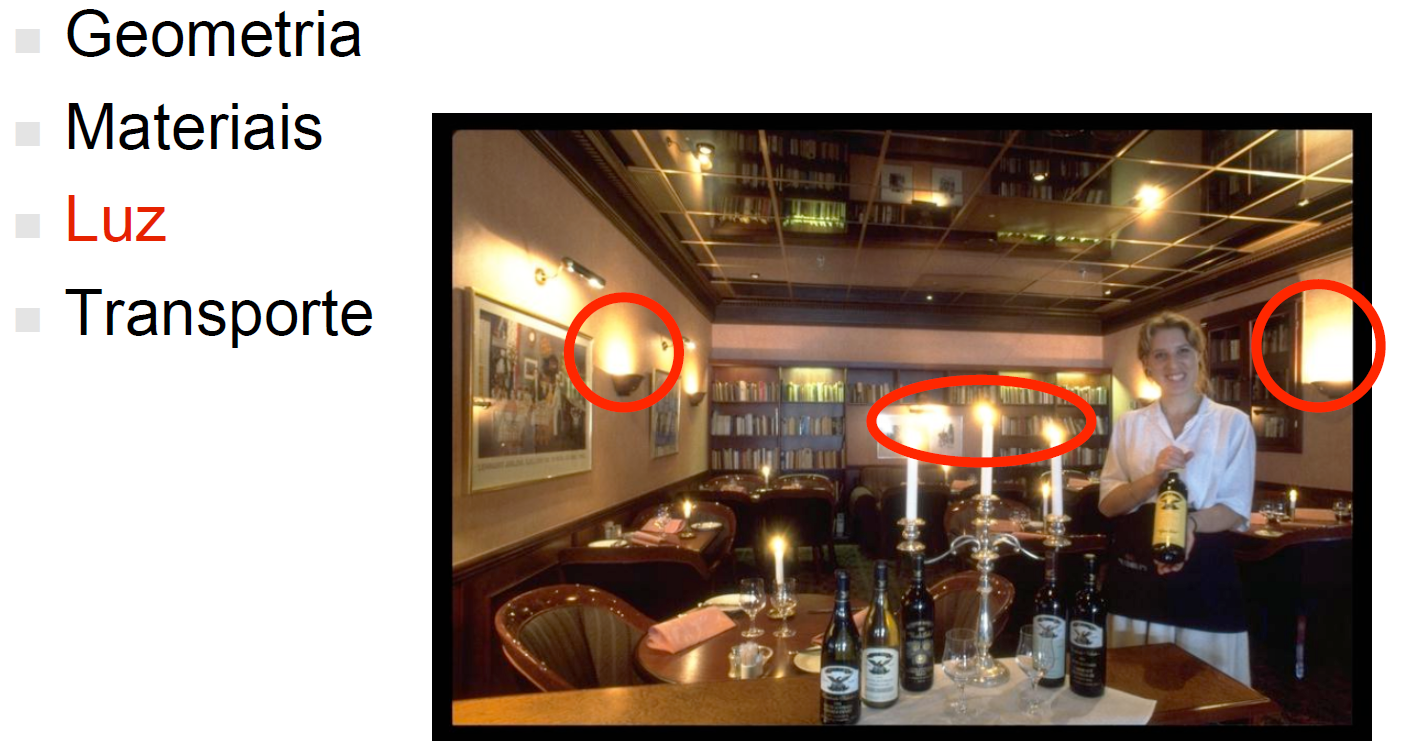 Geometria
Materiais
Luz
Transporte